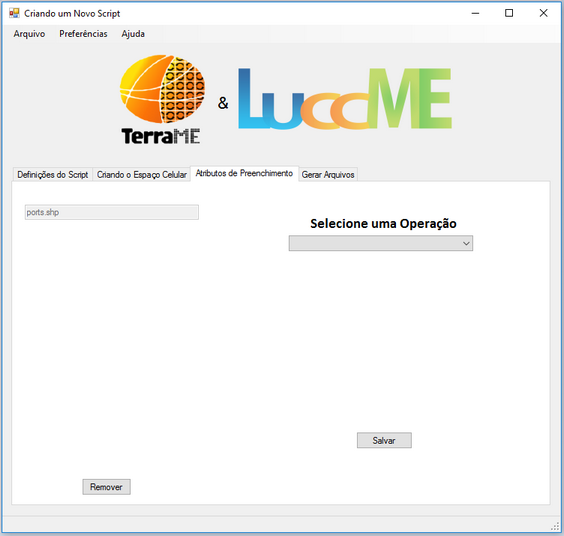 Criando um Novo Script
Arquivo Preferências Ajuda
TerraME & LuccME
Definições do Script Criando o Espaço Celular Atributos de Preenchimento Gerar Arquivos
ports.shp
Selecione uma Operação
Salvar
Remover